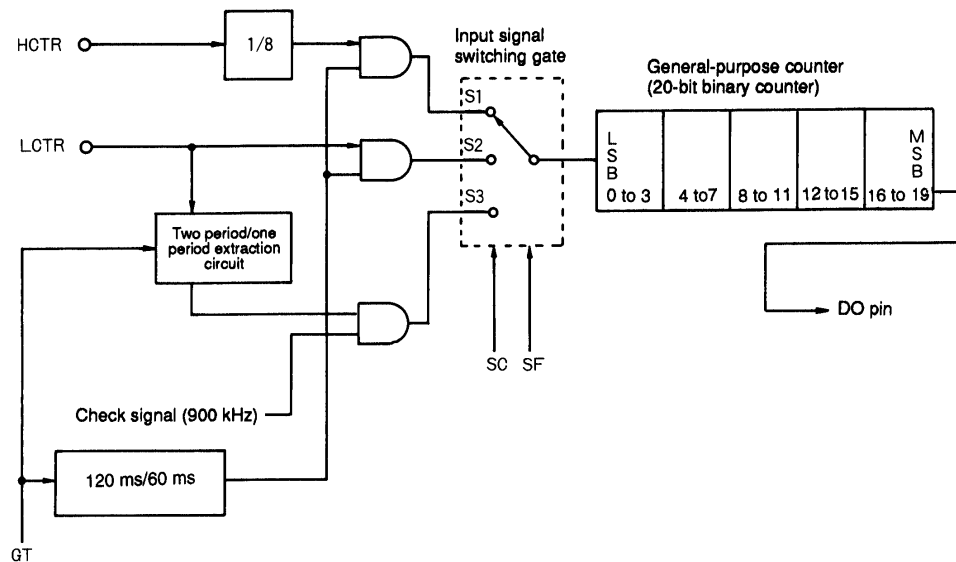 HCTR
1/8
Input signal
switching gate
General-purpose counter
(20-bit binary counter)
S1
S2
S3
LCTR
LSB
MSB
0 to 3
4 to7
8 to 11
12 to 15
16 to 19
Two period/one
period extraction
circuit
DO pin
SC
SF
Check signal (900 kHz)
120 ms/60 ms
GT